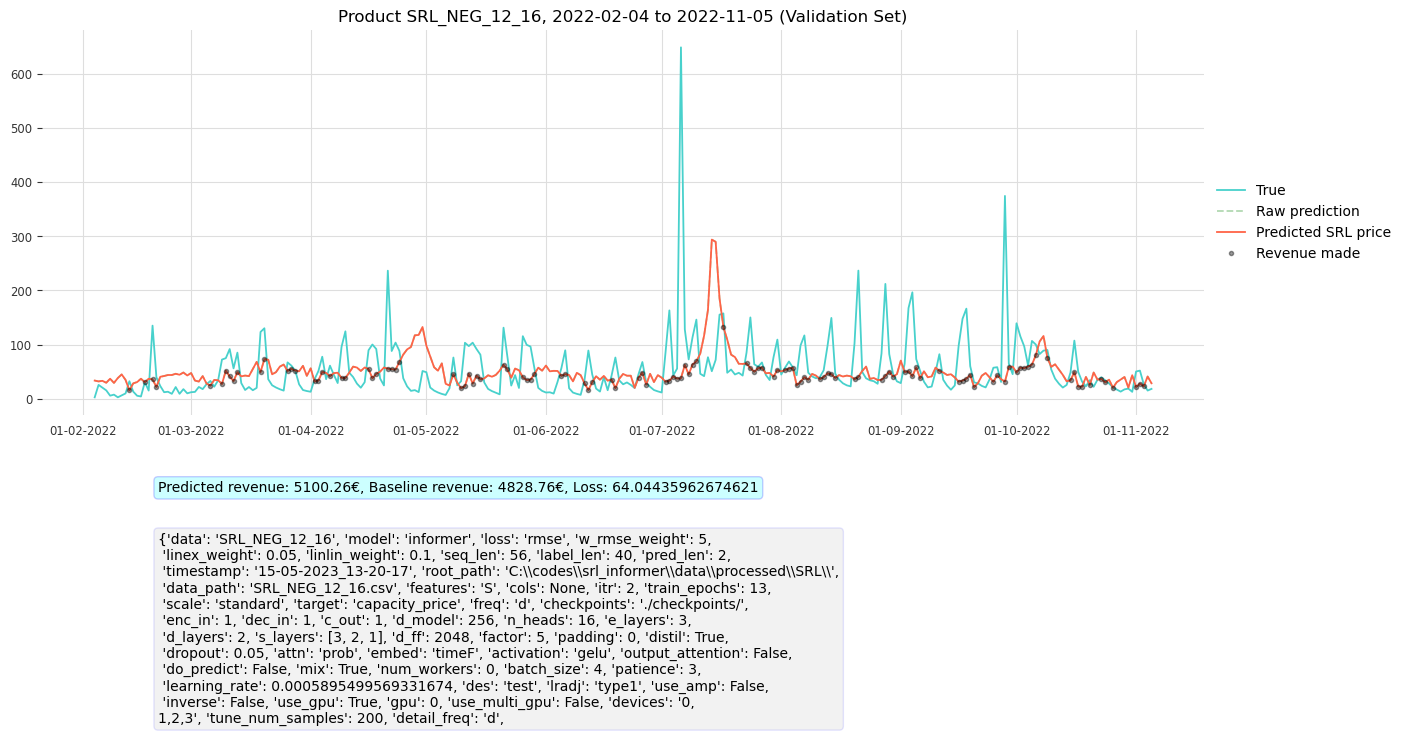 Product SRL_NEG_12_16, 2022-02-04 to 2022-11-05 (Validation Set)
600
500
400
300
200
100
0
01-02-2022 01-03-2022 01-04-2022 01-05-2022 01-06-2022 01-07-2022 01-08-2022 01-09-2022 01-10-2022 01-11-2022
True
Raw prediction
Predicted SRL price
Revenue made
Predicted revenue: 5100.26€, Baseline revenue: 4828.76€, Loss: 64.04435962674621
{'data': 'SRL_NEG_12_16', 'model': 'informer', 'loss': 'rmse', 'w_rmse_weight': 5,
'linex_weight': 0.05, 'linlin_weight': 0.1, 'seq_len': 56, 'label_len': 40, 'pred_len': 2,
'timestamp': '15-05-2023_13-20-17', 'root_path': 'C:\\codes\\srl_informer\\data\\processed\\SRL\\',
'data_path': 'SRL_NEG_12_16.csv', 'features': 'S', 'cols': None, 'itr': 2, 'train_epochs': 13,
'scale': 'standard', 'target': 'capacity_price', 'freq': 'd', 'checkpoints': './checkpoints/',
'enc_in': 1, 'dec_in': 1, 'c_out': 1, 'd_model': 256, 'n_heads': 16, 'e_layers': 3,
'd_layers': 2, 's_layers': [3, 2, 1], 'd_ff': 2048, 'factor': 5, 'padding': 0, 'distil': True,
'dropout': 0.05, 'attn': 'prob', 'embed': 'timeF', 'activation': 'gelu', 'output_attention': False,
'do_predict': False, 'mix': True, 'num_workers': 0, 'batch_size': 4, 'patience': 3,
'learning_rate': 0.0005895499569331674, 'des': 'test', 'lradj': 'type1', 'use_amp': False,
'inverse': False, 'use_gpu': True, 'gpu': 0, 'use_multi_gpu': False, 'devices': '0,
1,2,3', 'tune_num_samples': 200, 'detail_freq': 'd',